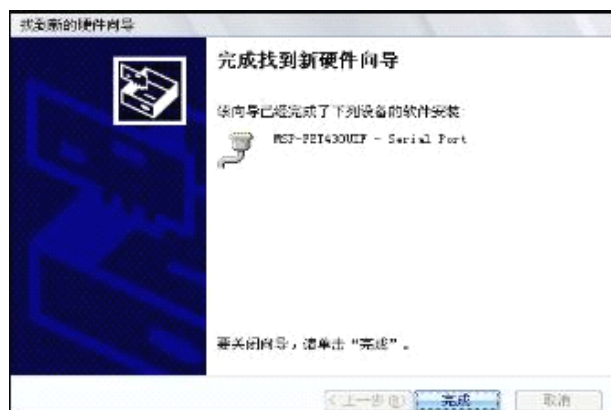 找到新的硬件向导
完成找到新硬件向导
该向导已经完成了下列设备的软件安装:
MSP-FET430UIF - Serial Port
要关闭向导，请单击“完成”。
<上一步(B) 完成 取消